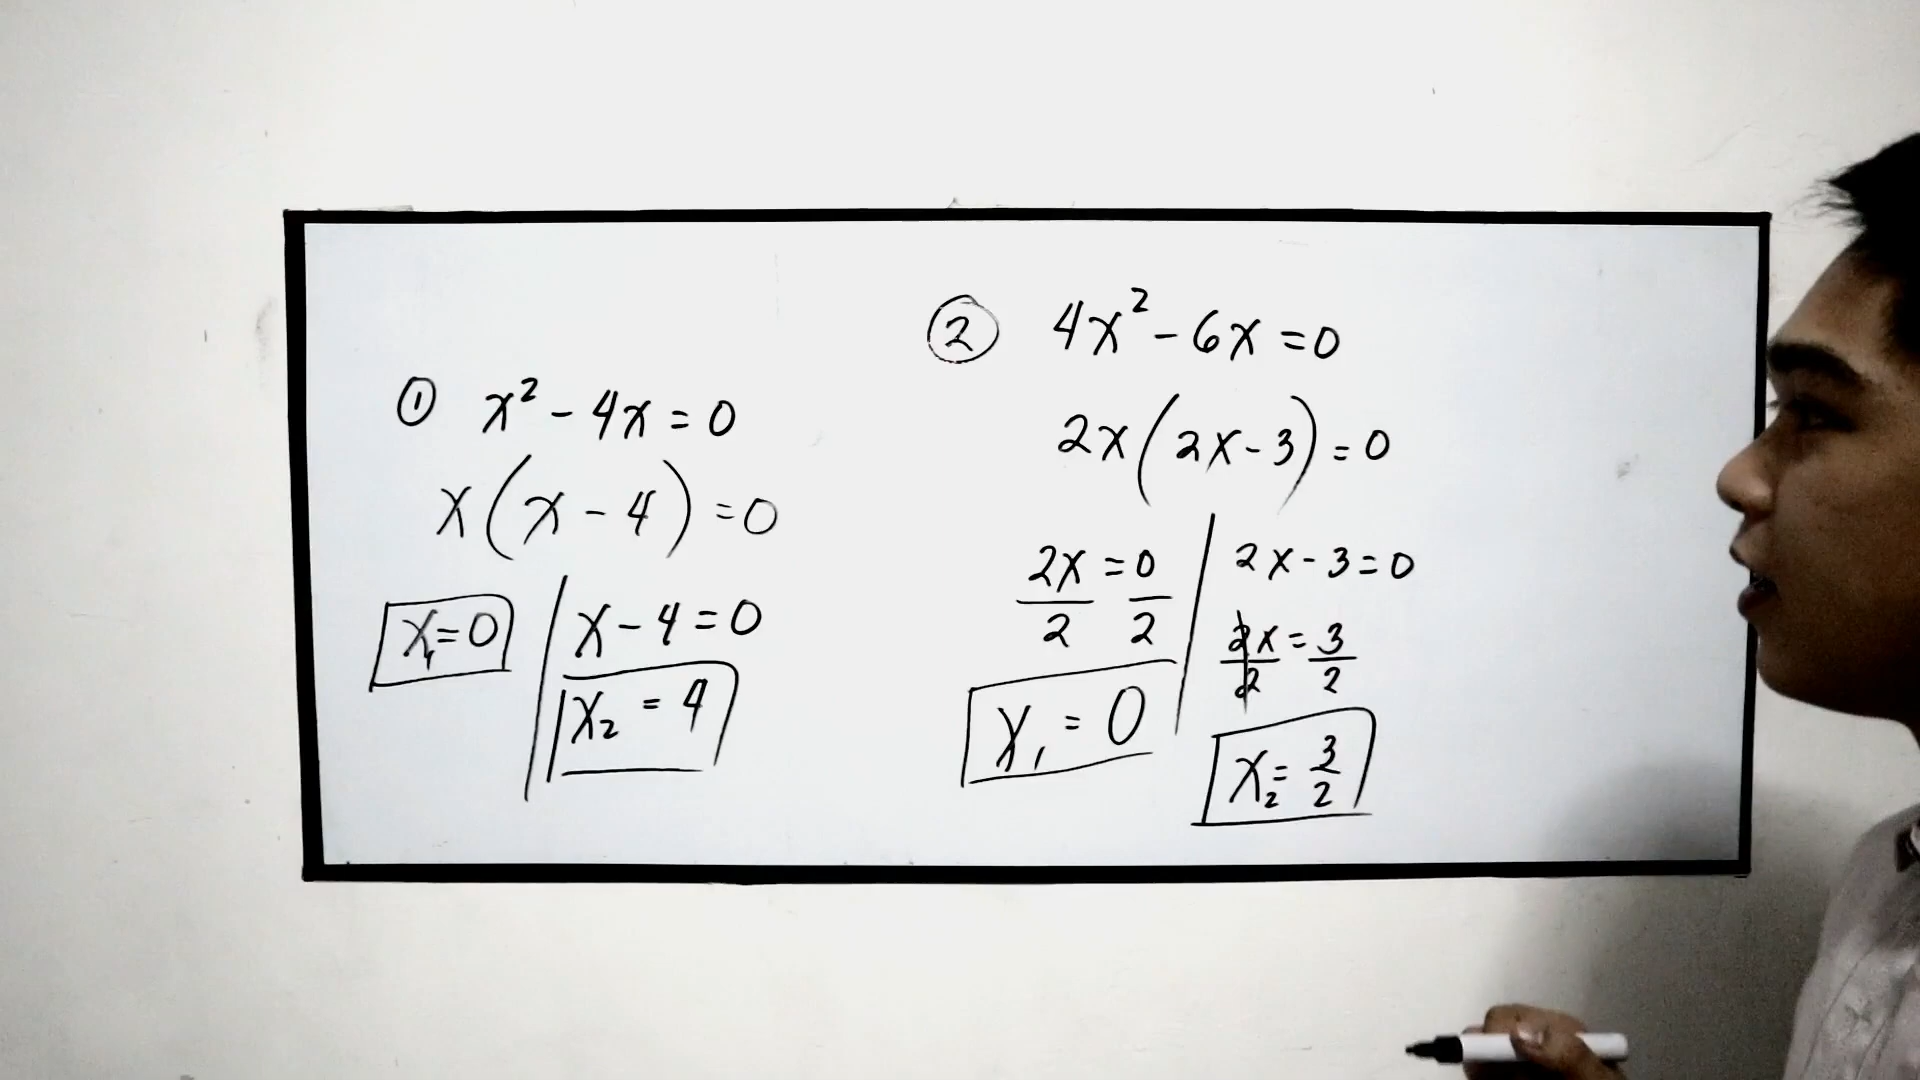 ① x² - 4x = 0
x(x - 4) = 0
x₁ = 0
x - 4 = 0
x₂ = 4
② 4x² - 6x = 0
2x(2x - 3) = 0
2x/2 = 0/2
x₁ = 0
2x - 3 = 0
2x/2 = 3/2
x₂ = 3/2